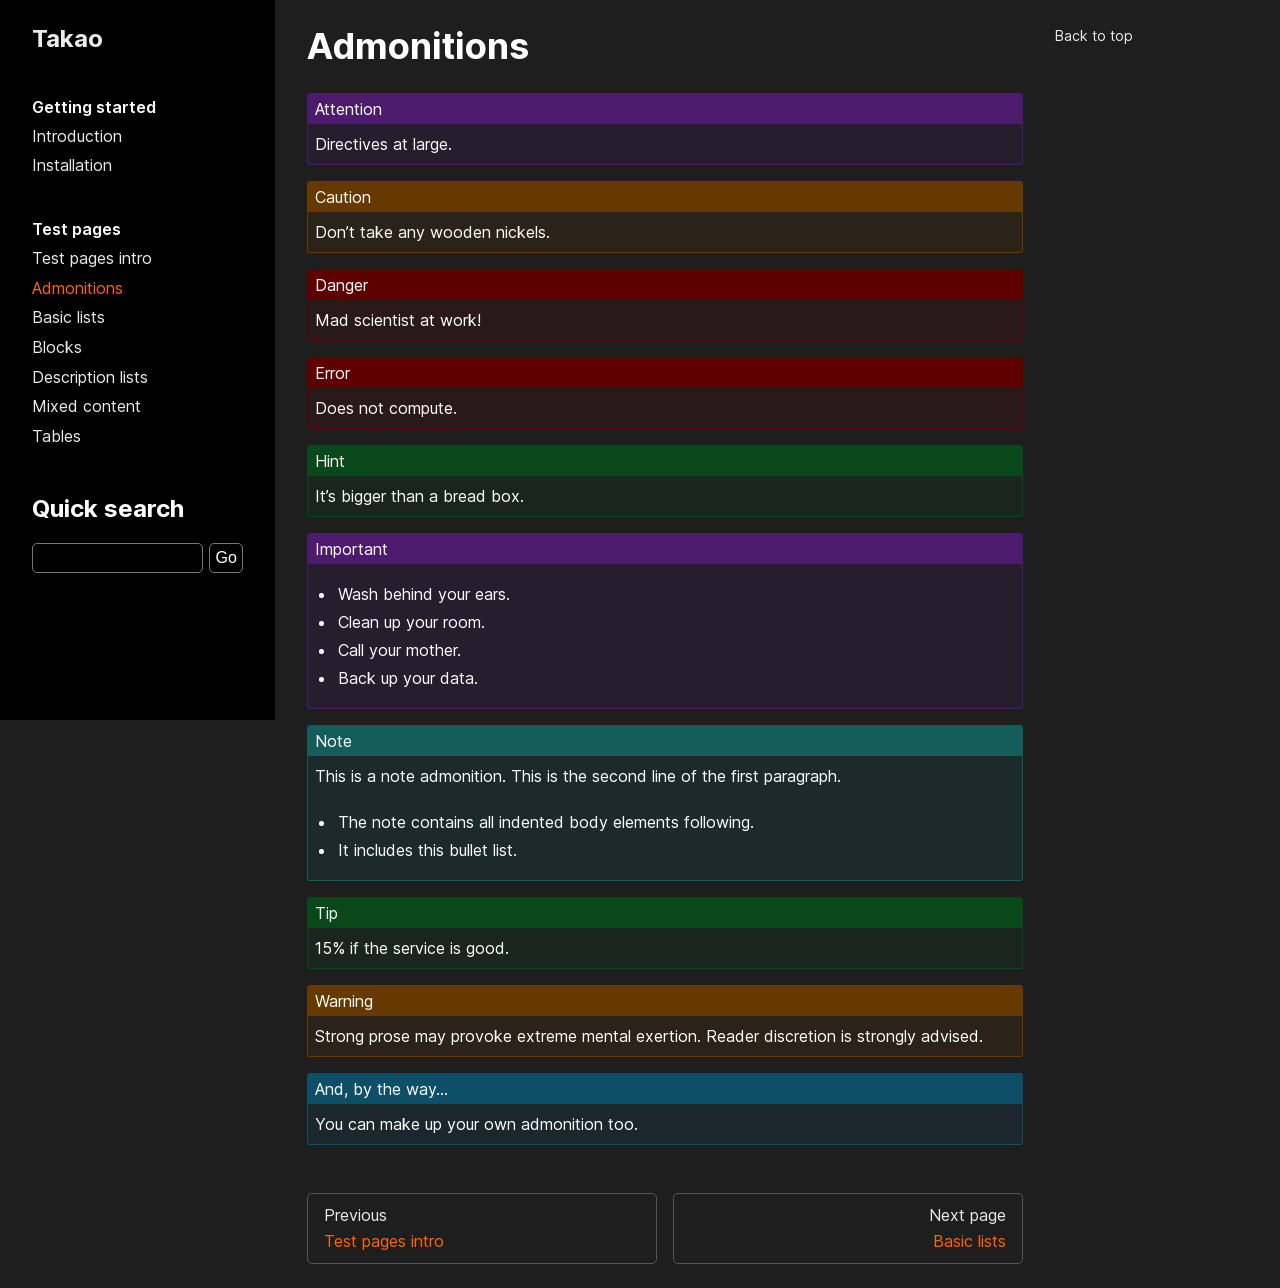 Takao
Getting started
Introduction
Installation
Test pages
Test pages intro
Admonitions
Basic lists
Blocks
Description lists
Mixed content
Tables
Quick search
Go
Admonitions
Attention
Directives at large.
Caution
Don’t take any wooden nickels.
Danger
Mad scientist at work!
Error
Does not compute.
Hint
It’s bigger than a bread box.
Important
• Wash behind your ears.
• Clean up your room.
• Call your mother.
• Back up your data.
Note
This is a note admonition. This is the second line of the first paragraph.
• The note contains all indented body elements following.
• It includes this bullet list.
Tip
15% if the service is good.
Warning
Strong prose may provoke extreme mental exertion. Reader discretion is strongly advised.
And, by the way…
You can make up your own admonition too.
Previous
Test pages intro
Next page
Basic lists
Back to top